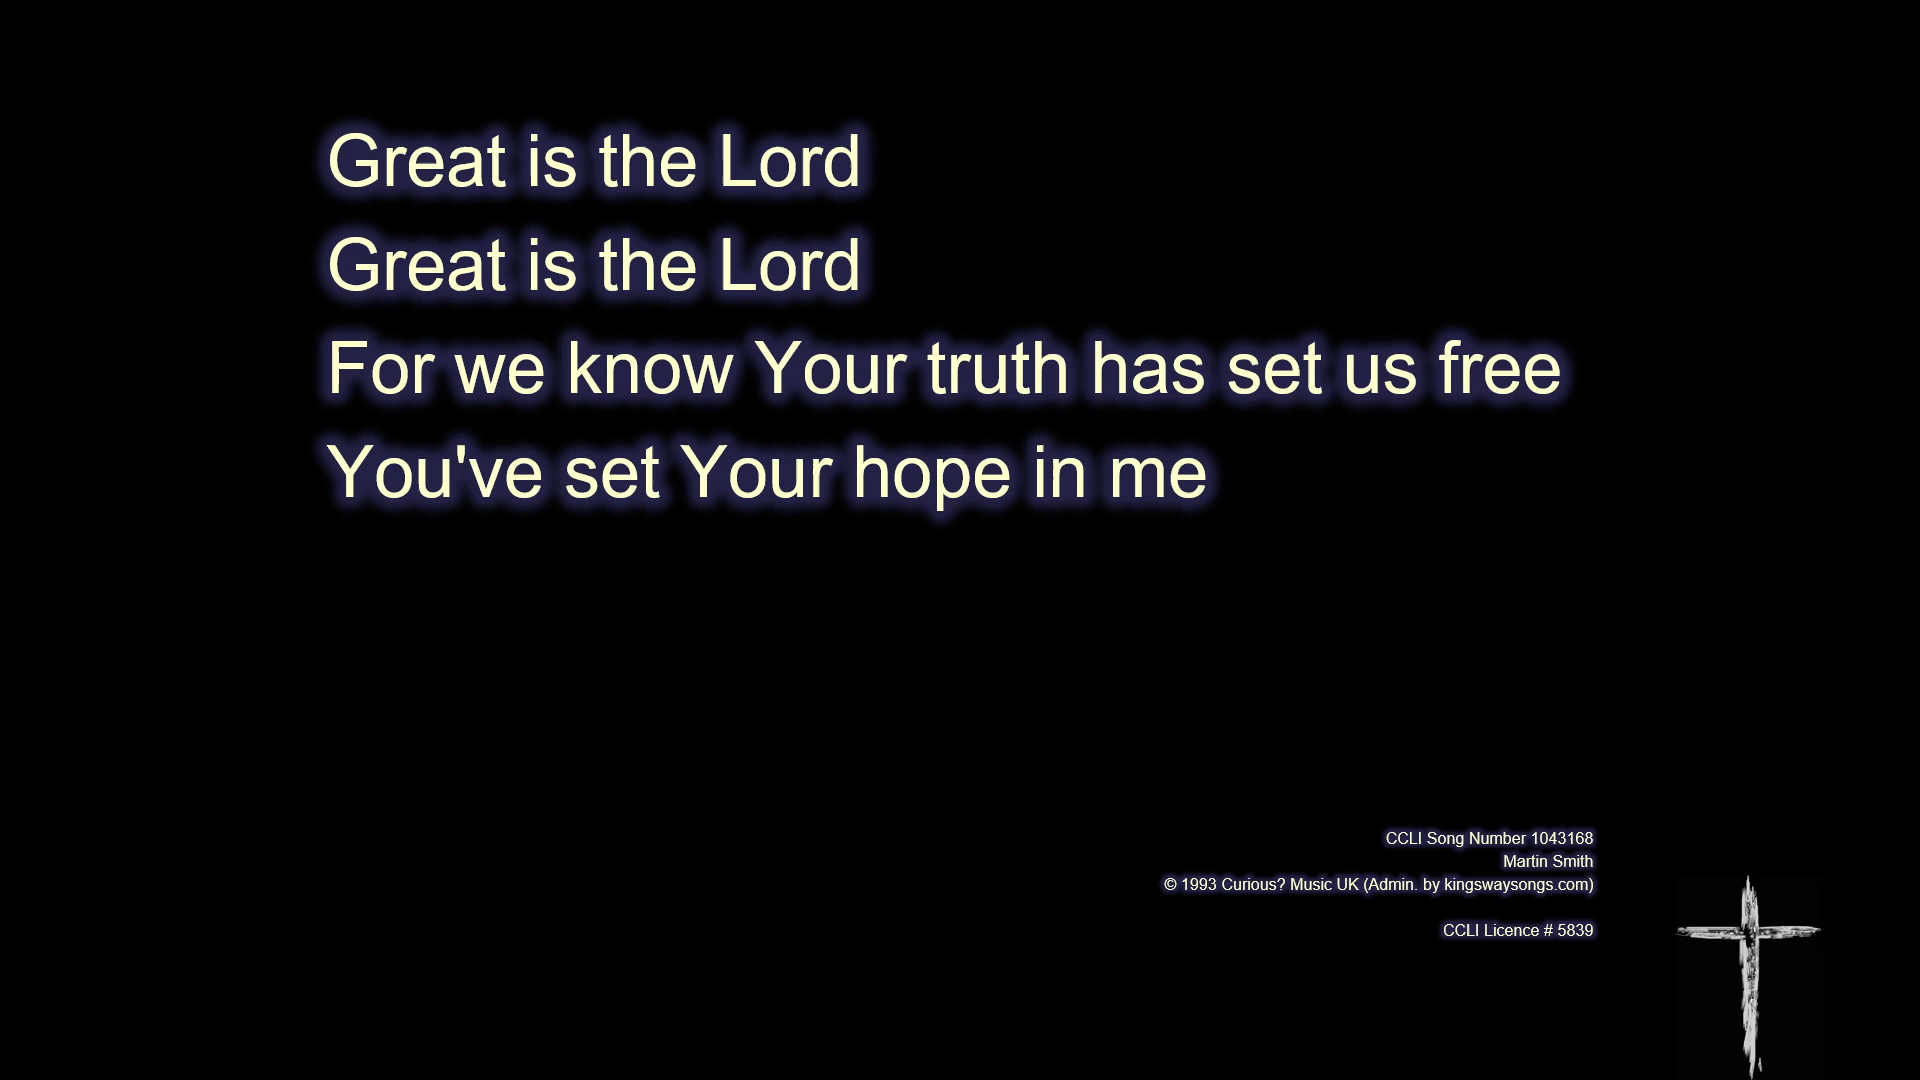 Great is the Lord
Great is the Lord
For we know Your truth has set us free
You've set Your hope in me
CCLI Song Number 1043168
Martin Smith
© 1993 Curious? Music UK (Admin. by kingswaysongs.com)
CCLI Licence # 5839